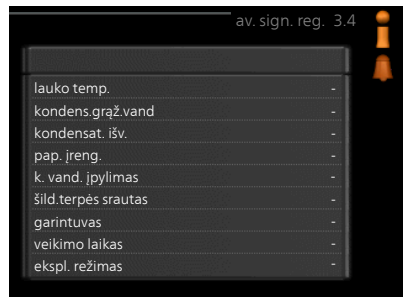 av. sign. reg. 3.4
lauko temp. -
kondens.grąž.vand -
kondensat. išv. -
pap. įreng. -
k. vand. įpylimas -
šild.terpės srautas -
garintuvas -
veikimo laikas -
ekspl. režimas -